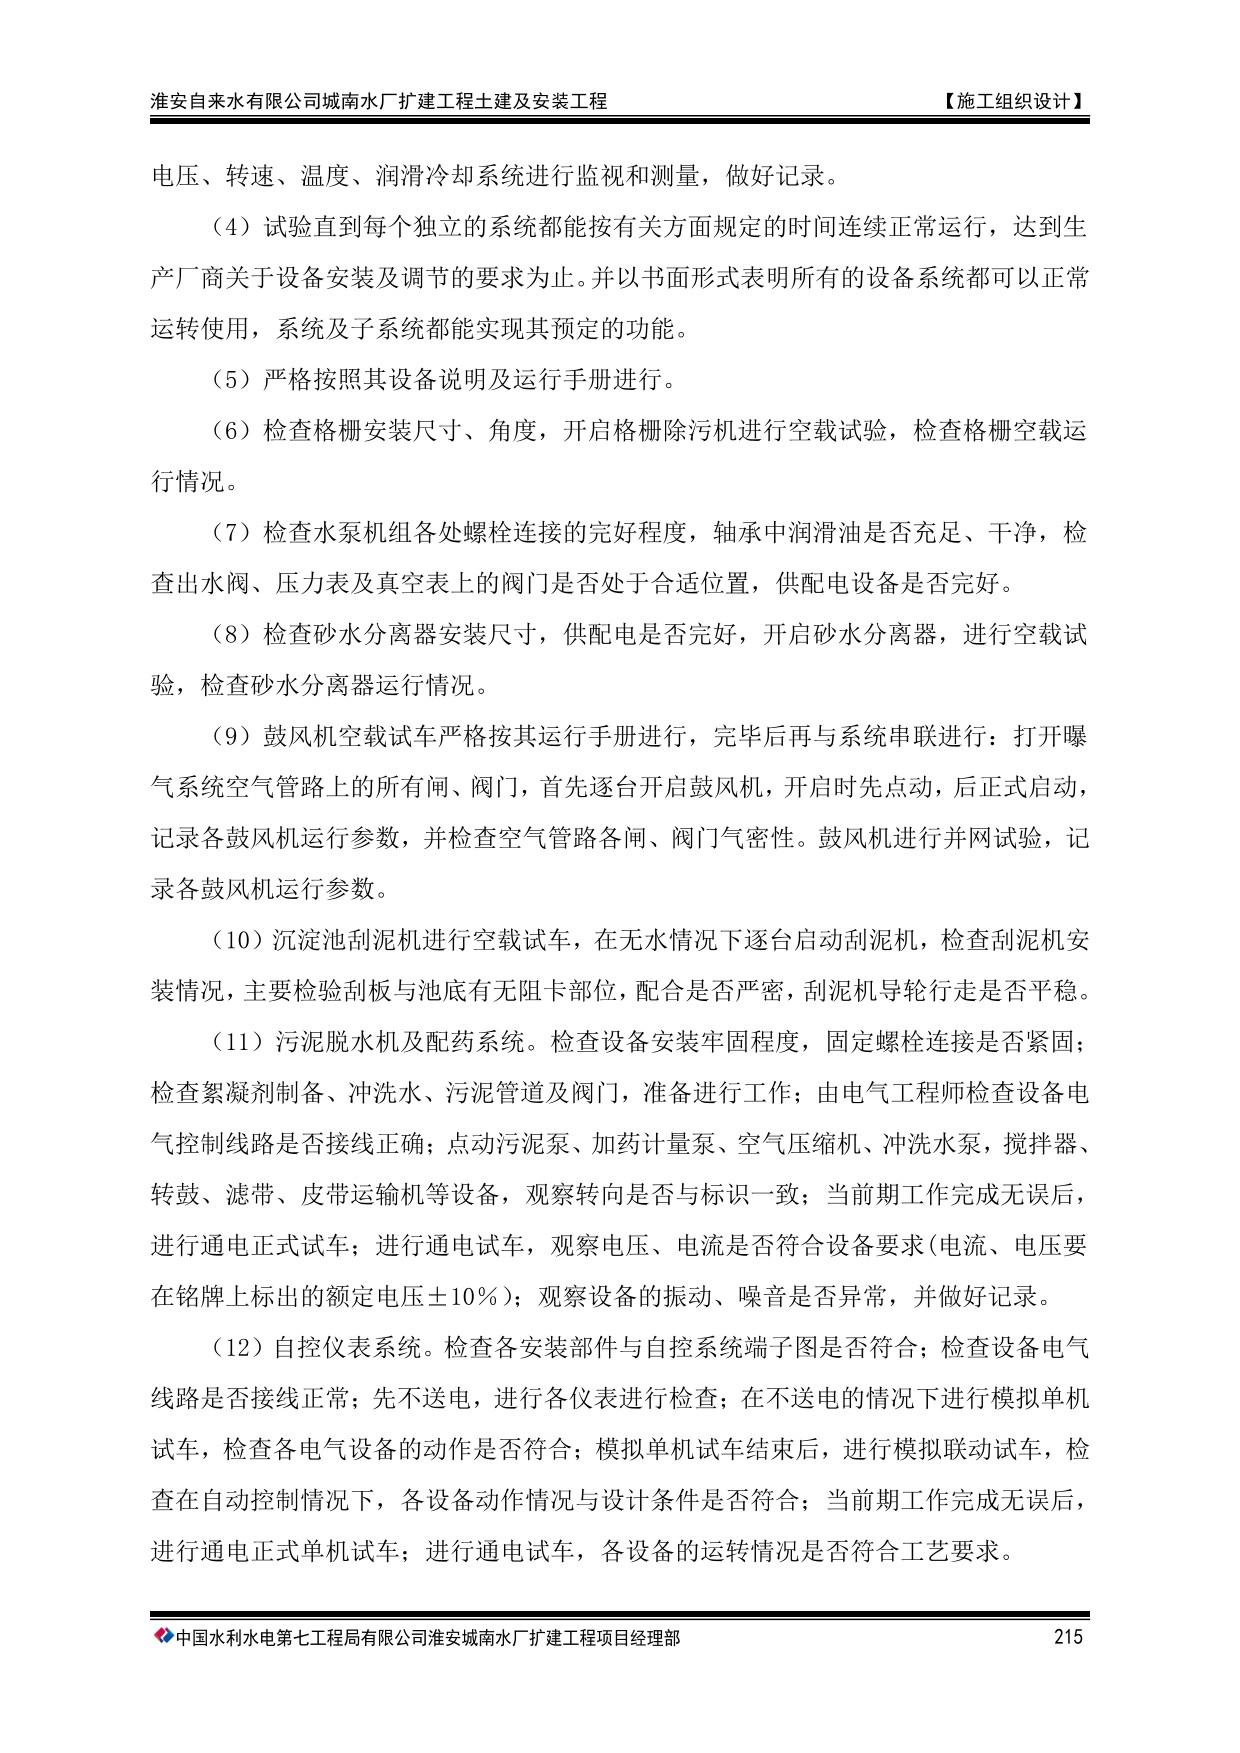 淮安自来水有限公司城南水厂扩建工程土建及安装工程 【施工组织设计】
电压、转速、温度、润滑冷却系统进行监视和测量，做好记录。
（4）试验直到每个独立的系统都能按有关方面规定的时间连续正常运行，达到生
产厂商关于设备安装及调节的要求为止。并以书面形式表明所有的设备系统都可以正常
运转使用，系统及子系统都能实现其预定的功能。
（5）严格按照其设备说明及运行手册进行。
（6）检查格栅安装尺寸、角度，开启格栅除污机进行空载试验，检查格栅空载运
行情况。
（7）检查水泵机组各处螺栓连接的完好程度，轴承中润滑油是否充足、干净，检
查出水阀、压力表及真空表上的阀门是否处于合适位置，供配电设备是否完好。
（8）检查砂水分离器安装尺寸，供配电是否完好，开启砂水分离器，进行空载试
验，检查砂水分离器运行情况。
（9）鼓风机空载试车严格按其运行手册进行，完毕后再与系统串联进行：打开曝
气系统空气管路上的所有闸、阀门，首先逐台开启鼓风机，开启时先点动，后正式启动，
记录各鼓风机运行参数，并检查空气管路各闸、阀门气密性。鼓风机进行并网试验，记
录各鼓风机运行参数。
（10）沉淀池刮泥机进行空载试车，在无水情况下逐台启动刮泥机，检查刮泥机安
装情况，主要检验刮板与池底有无阻卡部位，配合是否严密，刮泥机导轮行走是否平稳。
（11）污泥脱水机及配药系统。检查设备安装牢固程度，固定螺栓连接是否紧固；
检查絮凝剂制备、冲洗水、污泥管道及阀门，准备进行工作；由电气工程师检查设备电
气控制线路是否接线正确；点动污泥泵、加药计量泵、空气压缩机、冲洗水泵，搅拌器、
转鼓、滤带、皮带运输机等设备，观察转向是否与标识一致；当前期工作完成无误后，
进行通电正式试车；进行通电试车，观察电压、电流是否符合设备要求(电流、电压要
在铭牌上标出的额定电压±10%)；观察设备的振动、噪音是否异常，并做好记录。
（12）自控仪表系统。检查各安装部件与自控系统端子图是否符合；检查设备电气
线路是否接线正常；先不送电，进行各仪表进行检查；在不送电的情况下进行模拟单机
试车，检查各电气设备的动作是否符合；模拟单机试车结束后，进行模拟联动试车，检
查在自动控制情况下，各设备动作情况与设计条件是否符合；当前期工作完成无误后，
进行通电正式单机试车；进行通电试车，各设备的运转情况是否符合工艺要求。
中国水利水电第七工程局有限公司淮安城南水厂扩建工程项目经理部 215